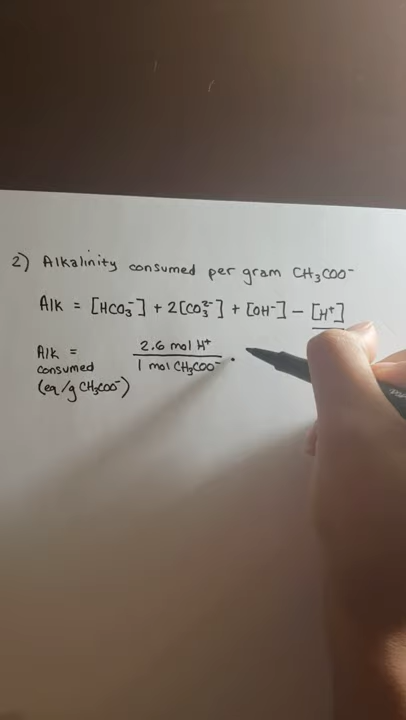 2) Alkalinity consumed per gram CH₃COO⁻
Alk = [HCO₃⁻] + 2[CO₃²⁻] + [OH⁻] − [H⁺]
Alk = 2.6 mol H⁺
consumed 1 mol CH₃COO⁻ ·
(eq/g CH₃COO⁻)